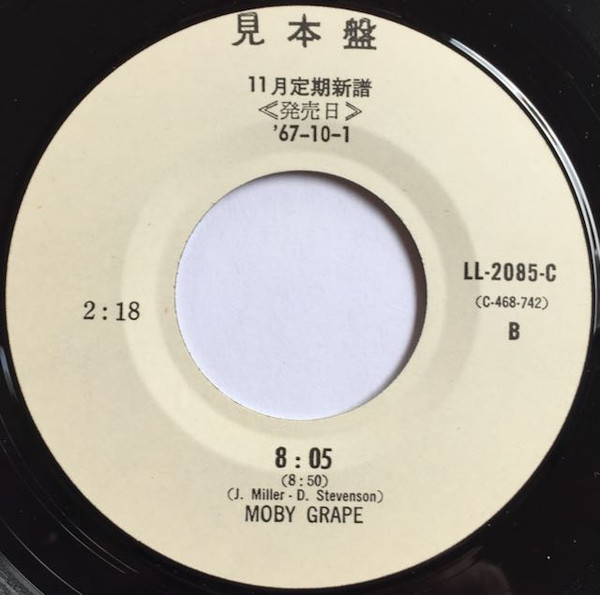 見本盤
11月定期新譜
≪発売日≫
'67-10-1
2:18
LL-2085-C
(C-468-742)
B
8:05
(8:50)
(J. Miller - D. Stevenson)
MOBY GRAPE